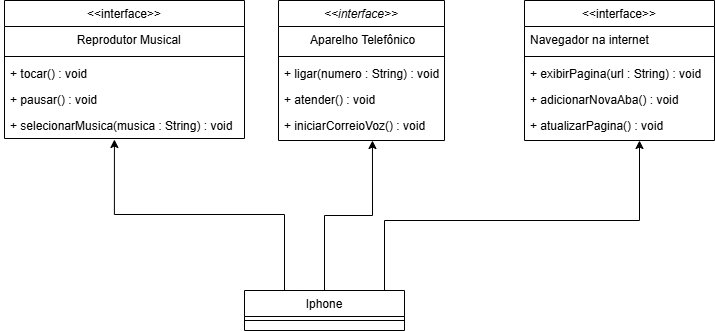 <<interface>>
Reprodutor Musical
+ tocar() : void
+ pausar() : void
+ selecionarMusica(musica : String) : void
<<interface>>
Aparelho Telefônico
+ ligar(numero : String) : void
+ atender() : void
+ iniciarCorreioVoz() : void
<<interface>>
Navegador na internet
+ exibirPagina(url : String) : void
+ adicionarNovaAba() : void
+ atualizarPagina() : void
Iphone